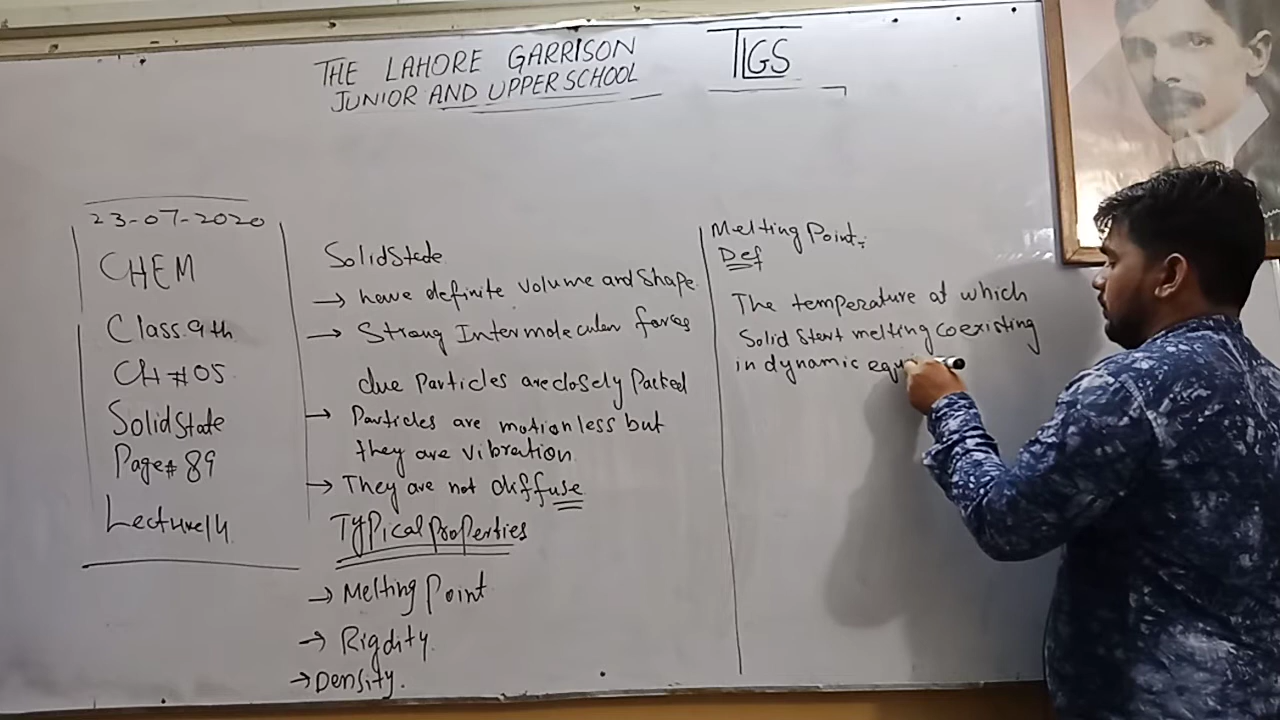 THE LAHORE GARRISON
JUNIOR AND UPPER SCHOOL
TLGS
23-07-2020
CHEM
Class.9th
CH#05
Solid State
Page# 89
Lecture 14
Solid State
→ have definite volume and shape.
→ Strong Intermolecular forces
due Particles are closely Packed
→ Particles are motionless but
they are vibration
→ They are not diffuse
Typical Properties
→ Melting Point
→ Rigdity.
→ Density.
Melting Point:
Def
The temperature at which
Solid Start melting coexisting
in dynamic equ